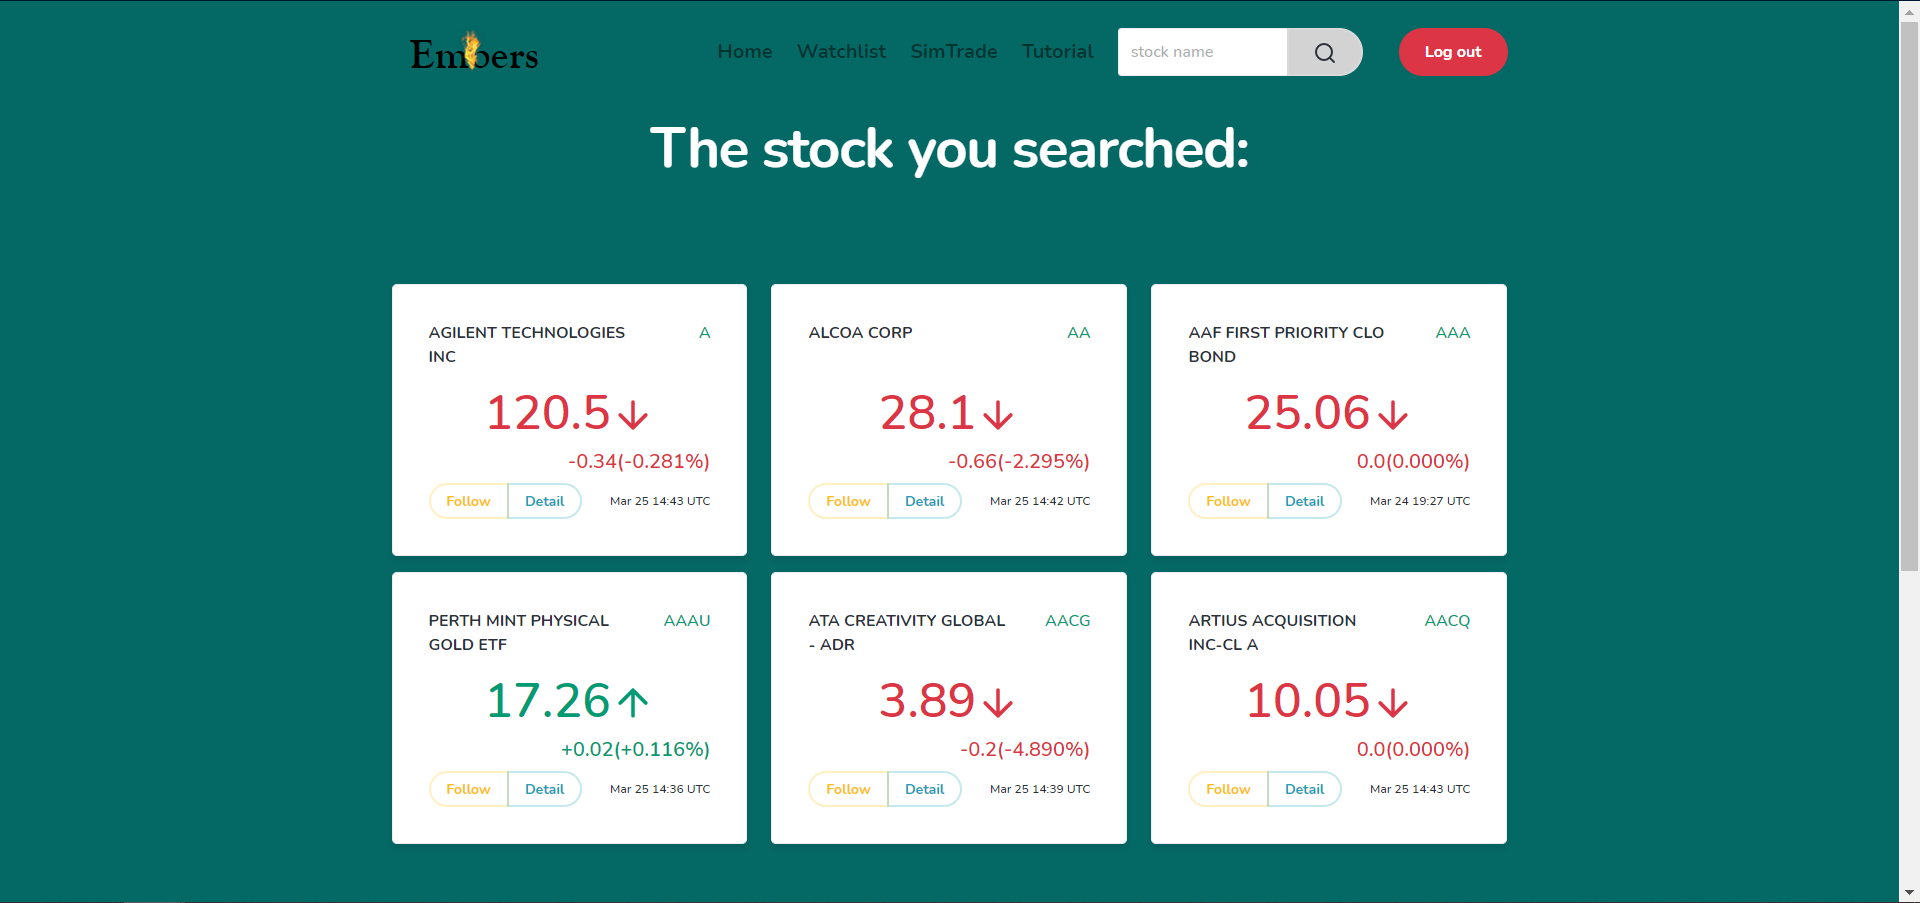 Embers
Home Watchlist SimTrade Tutorial stock name Log out
The stock you searched:
AGILENT TECHNOLOGIES INC A
120.5
-0.34(-0.281%)
Follow Detail Mar 25 14:43 UTC
ALCOA CORP AA
28.1
-0.66(-2.295%)
Follow Detail Mar 25 14:42 UTC
AAF FIRST PRIORITY CLO BOND AAA
25.06
0.0(0.000%)
Follow Detail Mar 24 19:27 UTC
PERTH MINT PHYSICAL GOLD ETF AAAU
17.26
+0.02(+0.116%)
Follow Detail Mar 25 14:36 UTC
ATA CREATIVITY GLOBAL - ADR AACG
3.89
-0.2(-4.890%)
Follow Detail Mar 25 14:39 UTC
ARTIUS ACQUISITION INC-CL A AACQ
10.05
0.0(0.000%)
Follow Detail Mar 25 14:43 UTC